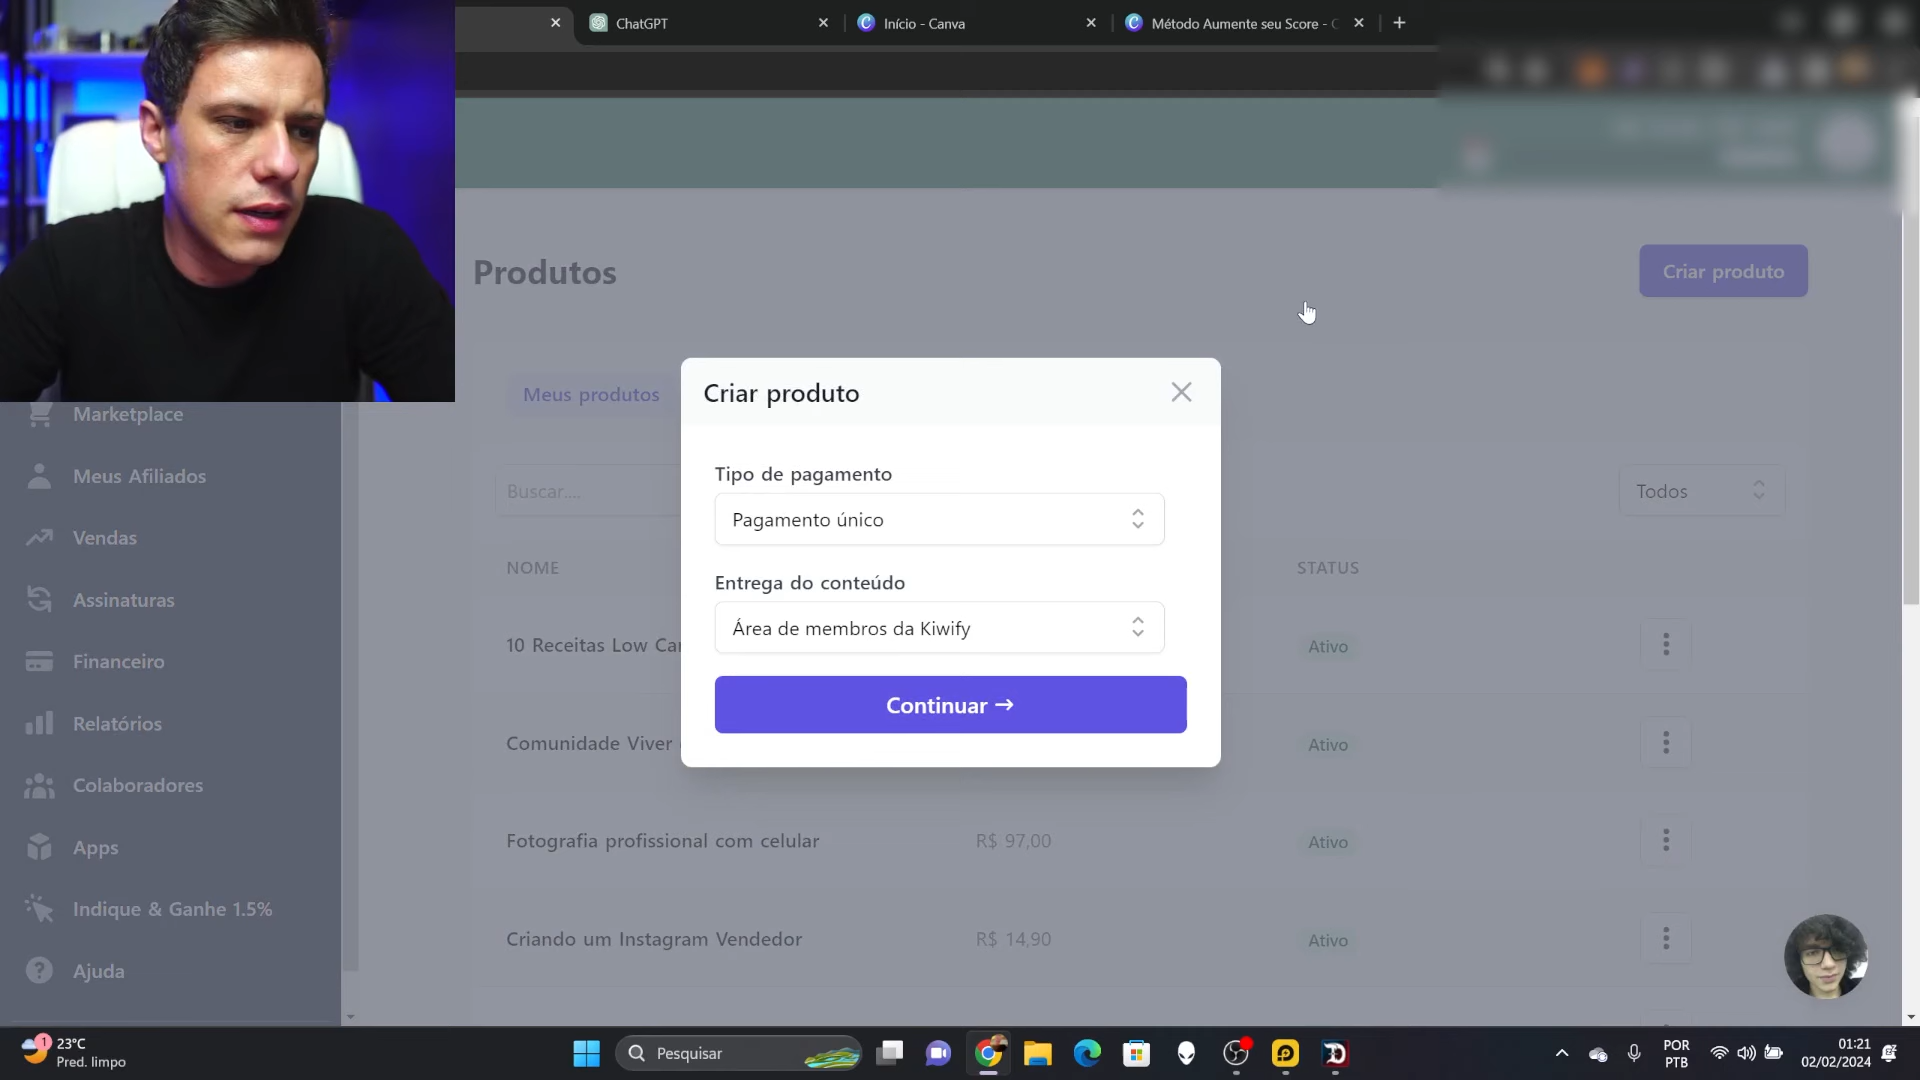 ChatGPT
Início - Canva
Método Aumente seu Score - C
Produtos
Criar produto
Meus produtos
Criar produto
Marketplace
Meus Afiliados
Vendas
Assinaturas
Financeiro
Relatórios
Colaboradores
Apps
Indique & Ganhe 1.5%
Ajuda
Buscar....
Todos
Tipo de pagamento
Pagamento único
Entrega do conteúdo
Área de membros da Kiwify
Continuar →
NOME
STATUS
10 Receitas Low Car
Ativo
Comunidade Viver
Ativo
Fotografia profissional com celular
R$ 97,00
Ativo
Criando um Instagram Vendedor
R$ 14,90
Ativo
1
23°C
Pred. limpo
Pesquisar
POR
PTB
01:21
02/02/2024